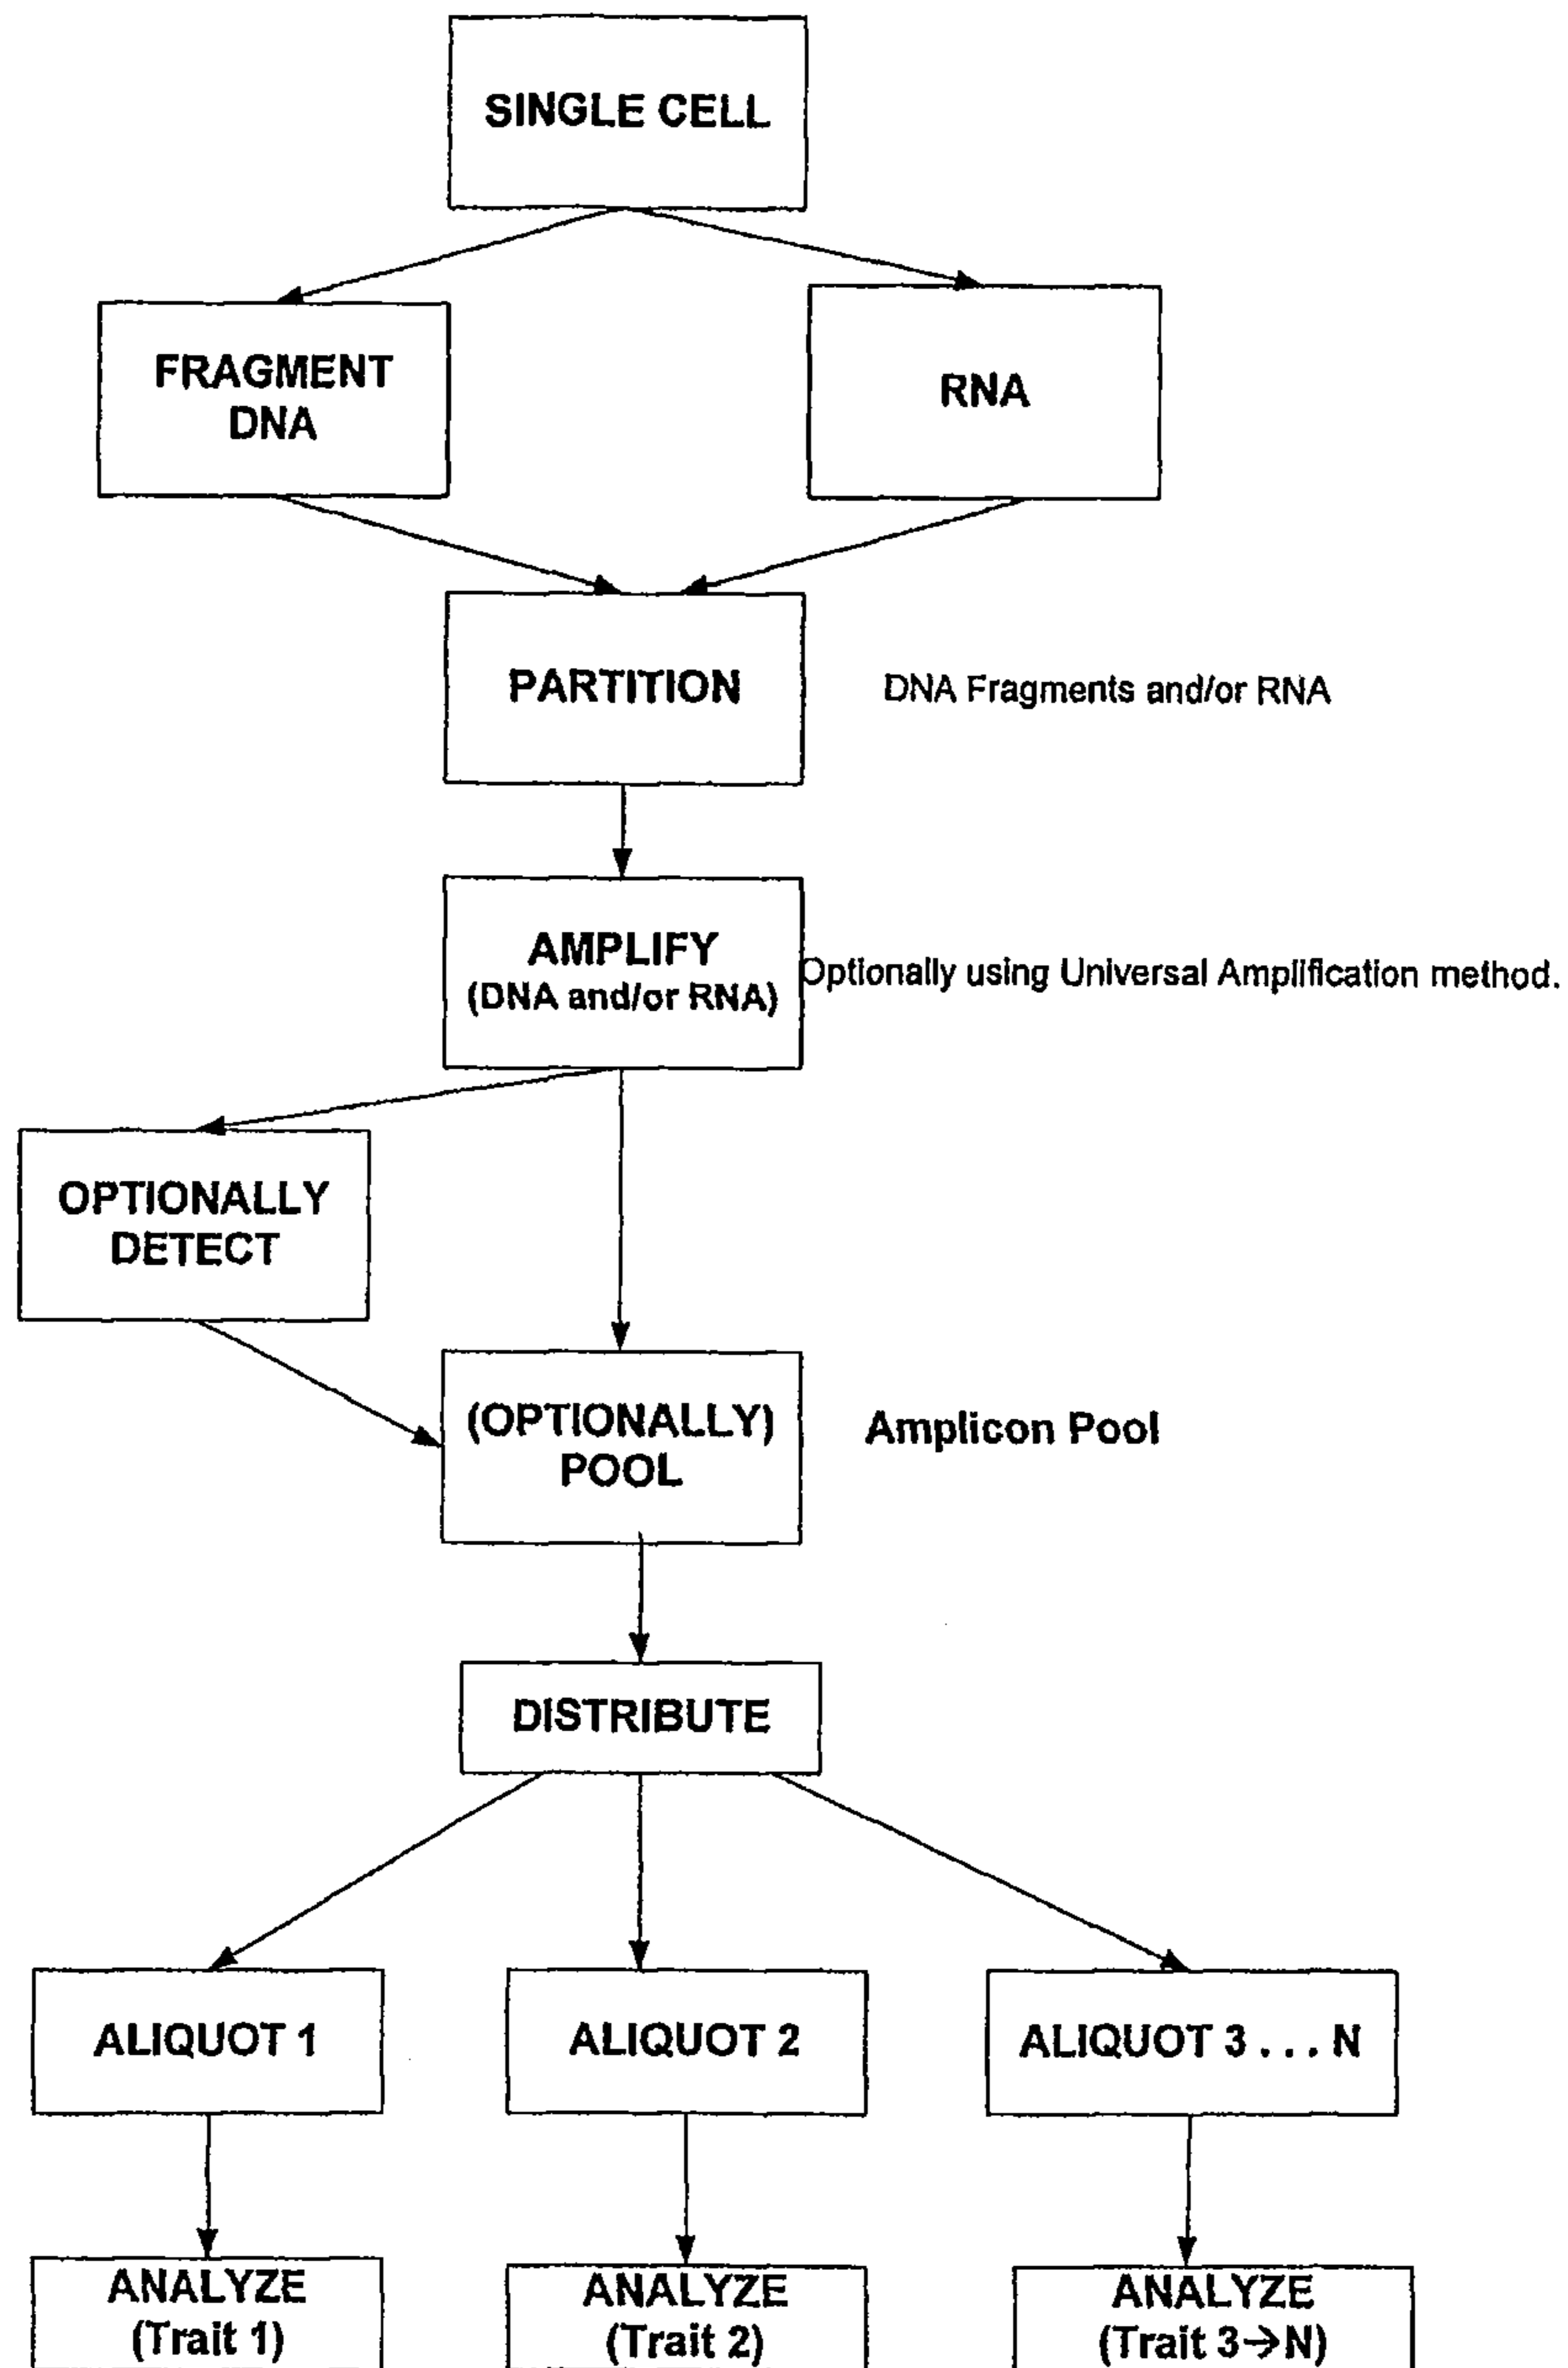 SINGLE CELL
FRAGMENT
DNA
RNA
PARTITION
DNA Fragments and/or RNA
AMPLIFY
(DNA and/or RNA)
Optionally using Universal Amplification method.
OPTIONALLY
DETECT
(OPTIONALLY)
POOL
Amplicon Pool
DISTRIBUTE
ALIQUOT 1
ALIQUOT 2
ALIQUOT 3 . . . N
ANALYZE
(Trait 1)
ANALYZE
(Trait 2)
ANALYZE
(Trait 3→N)